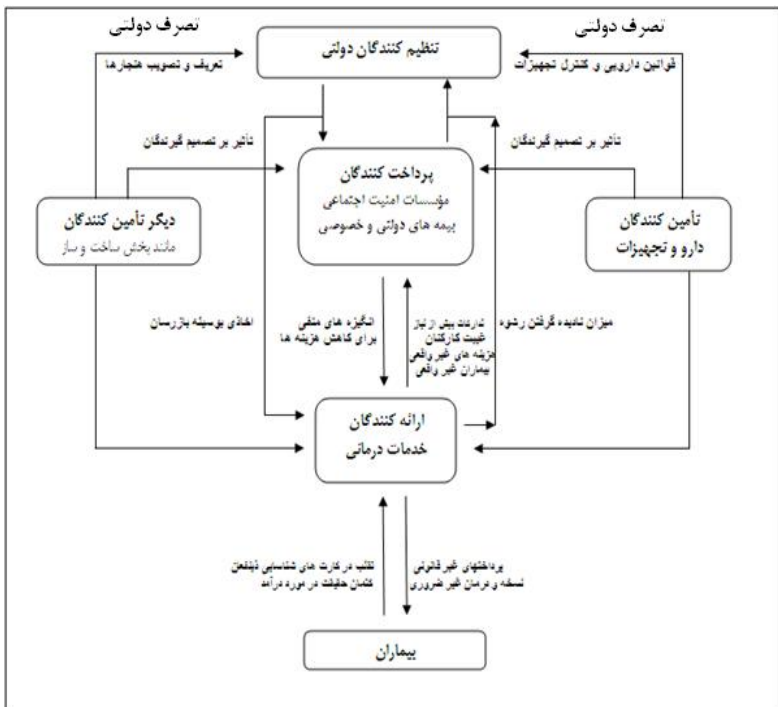 تصرف دولتی
تصرف دولتی
تنظیم کنندگان دولتی
قوانین دارویی و کنترل تجهیزات
تعریف و تصویب هنجارها
تأثیر بر تصمیم گیرندگان
تأثیر بر تصمیم گیرندگان
پرداخت کنندگان
مؤسسات امنیت اجتماعی
بیمه های دولتی و خصوصی
تأمین کنندگان
دارو و تجهیزات
دیگر تأمین کنندگان
مانند بخش ساخت و ساز
میزان نادیده گرفتن رشوه
تدارکات بیش از نیاز
غیبت کارکنان
هزینه های غیر واقعی
بیماران غیر واقعی
انگیزه های منفی
برای کاهش هزینه ها
اخاذی بوسیله بازرسان
ارائه کنندگان
خدمات درمانی
پرداختهای غیر قانونی
نسخه و درمان غیر ضروری
تقلب در کارت های شناسایی ذینفعان
کتمان حقیقت در مورد درآمد
بیماران